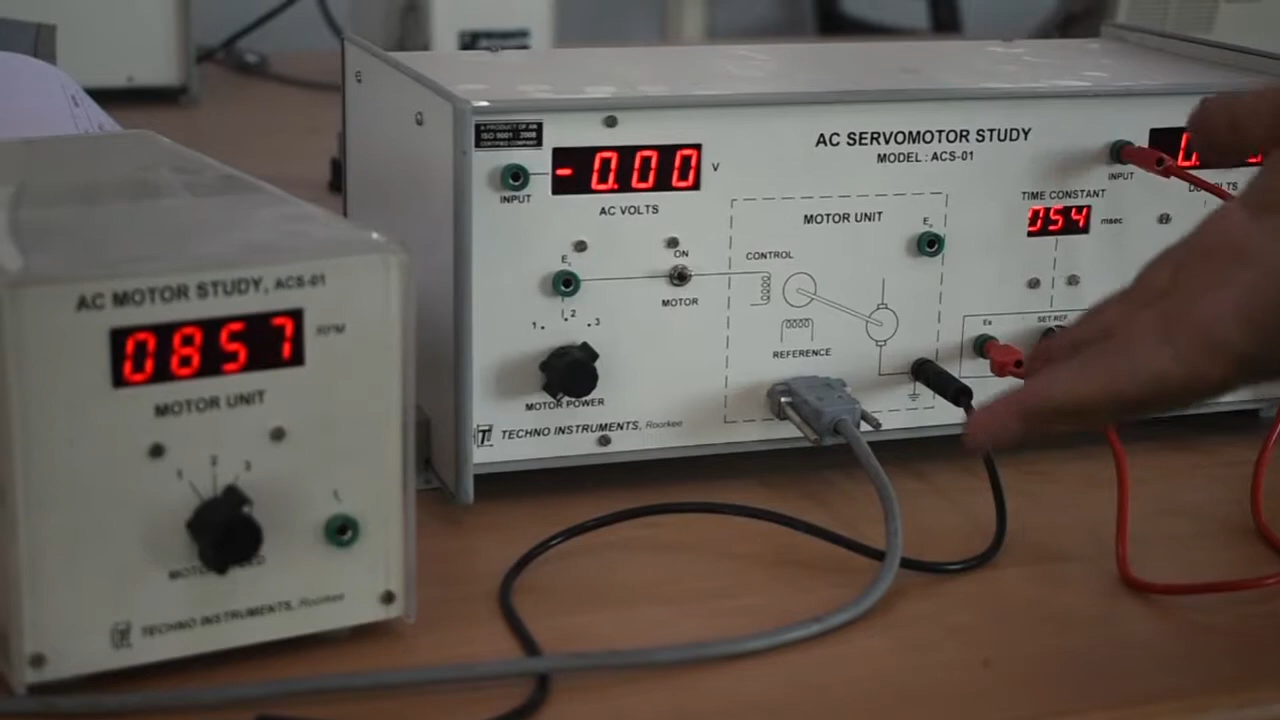 AC MOTOR STUDY, ACS-01
0857 RPM
MOTOR UNIT
1 2 3
TECHNO INSTRUMENTS, Roorkee
A PRODUCT OF AN
ISO 9001 : 2008
CERTIFIED COMPANY
INPUT
-0.00 V
AC VOLTS
AC SERVOMOTOR STUDY
MODEL : ACS-01
INPUT
TIME CONSTANT
054 msec
MOTOR UNIT
ON
CONTROL
MOTOR
1. .2 .3
REFERENCE
MOTOR POWER
SET REF.
TECHNO INSTRUMENTS, Roorkee